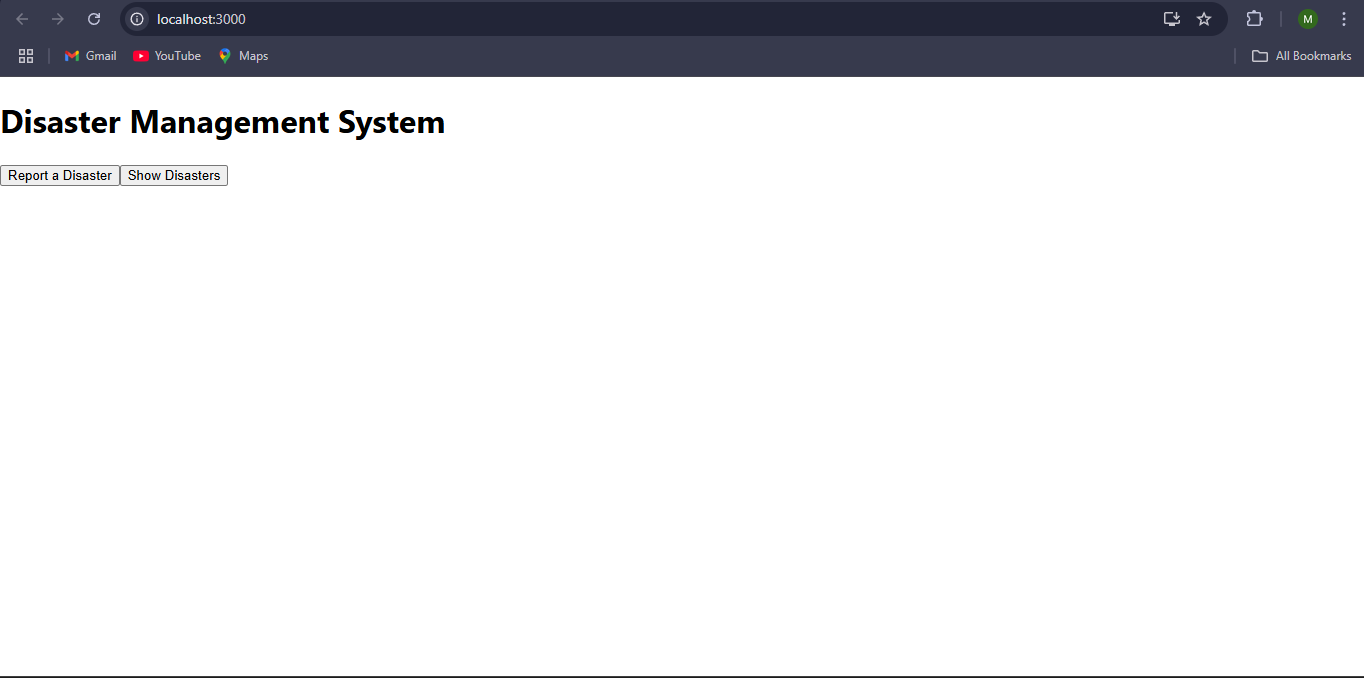 localhost:3000
M
Gmail YouTube Maps All Bookmarks
Disaster Management System
Report a Disaster Show Disasters